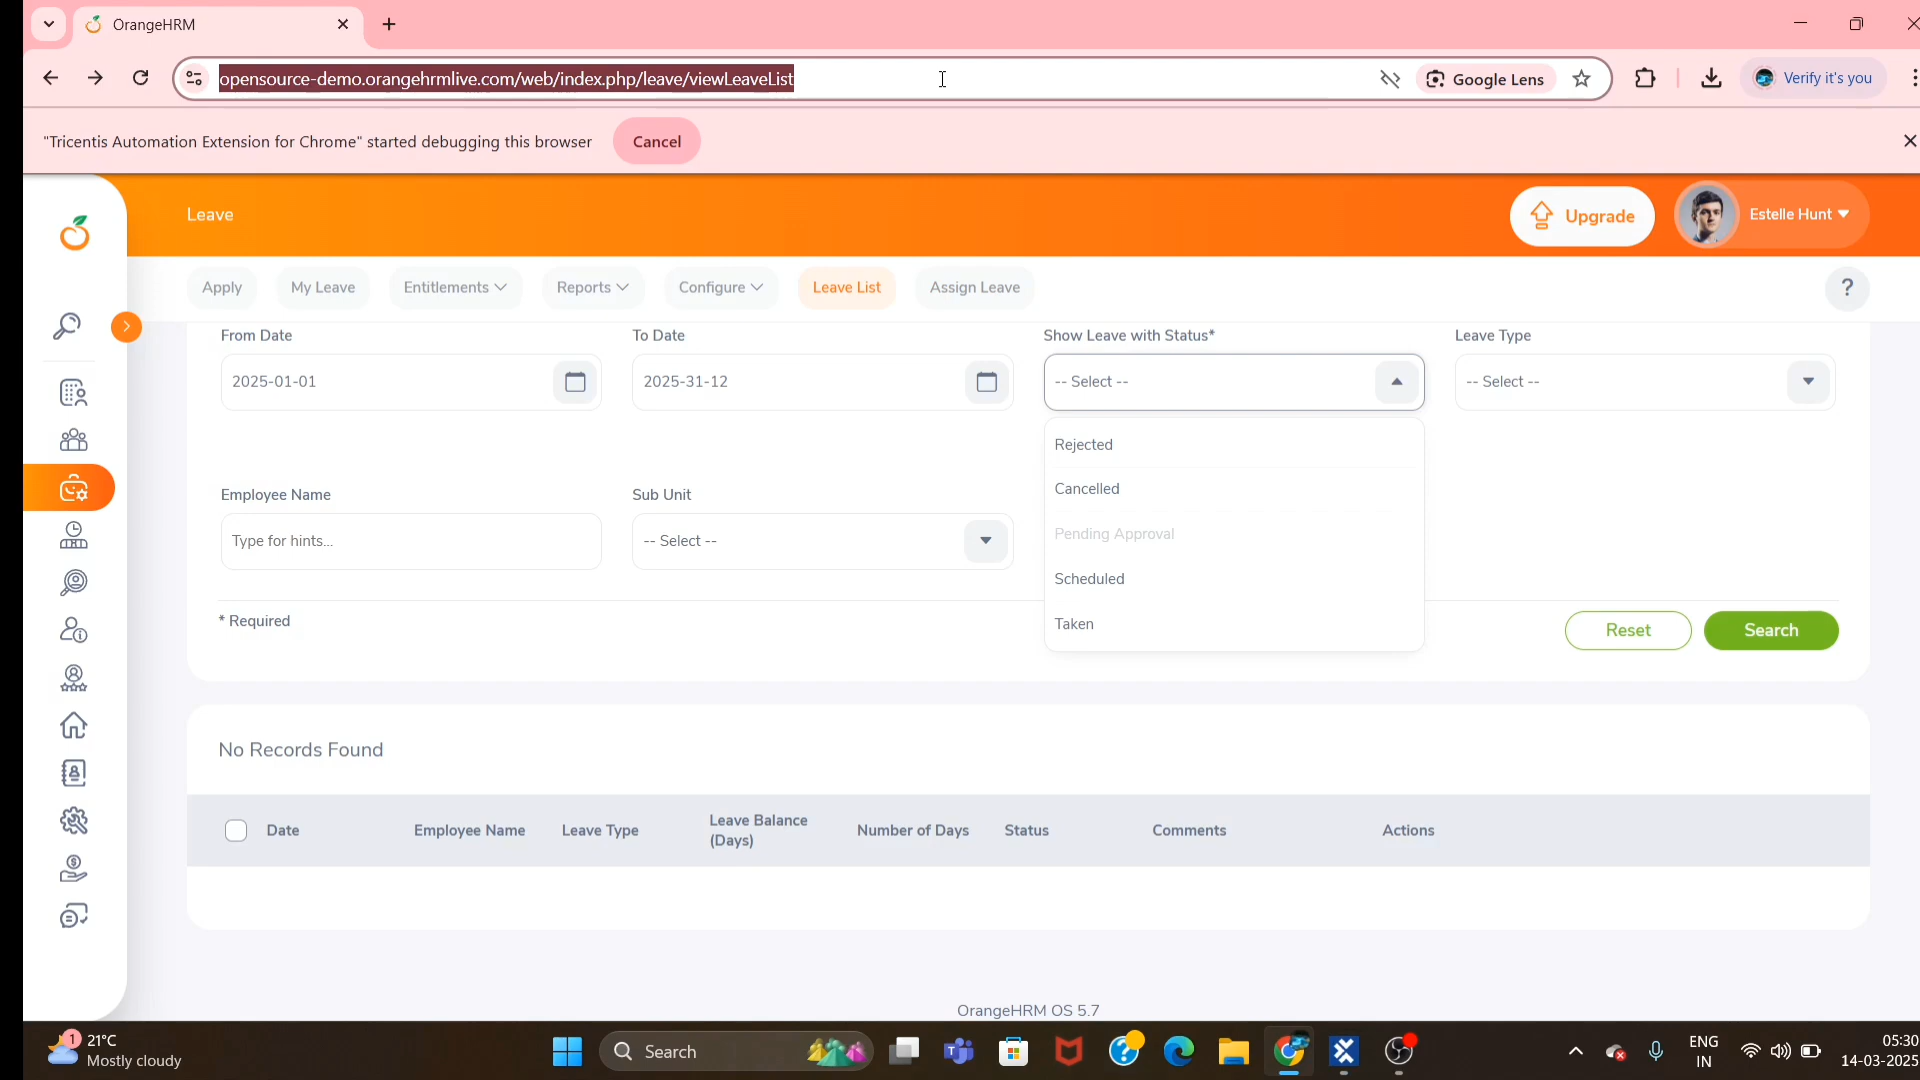 OrangeHRM
opensource-demo.orangehrmlive.com/web/index.php/leave/viewLeaveList
Google Lens
Verify it's you
"Tricentis Automation Extension for Chrome" started debugging this browser
Cancel
Leave
Upgrade
Estelle Hunt
Apply
My Leave
Entitlements
Reports
Configure
Leave List
Assign Leave
?
From Date
To Date
Show Leave with Status*
Leave Type
2025-01-01
2025-31-12
-- Select --
-- Select --
Rejected
Cancelled
Pending Approval
Scheduled
Taken
Employee Name
Sub Unit
Type for hints...
-- Select --
* Required
Reset
Search
No Records Found
Date
Employee Name
Leave Type
Leave Balance
(Days)
Number of Days
Status
Comments
Actions
OrangeHRM OS 5.7
1
21°C
Mostly cloudy
Search
ENG
IN
05:30
14-03-2025